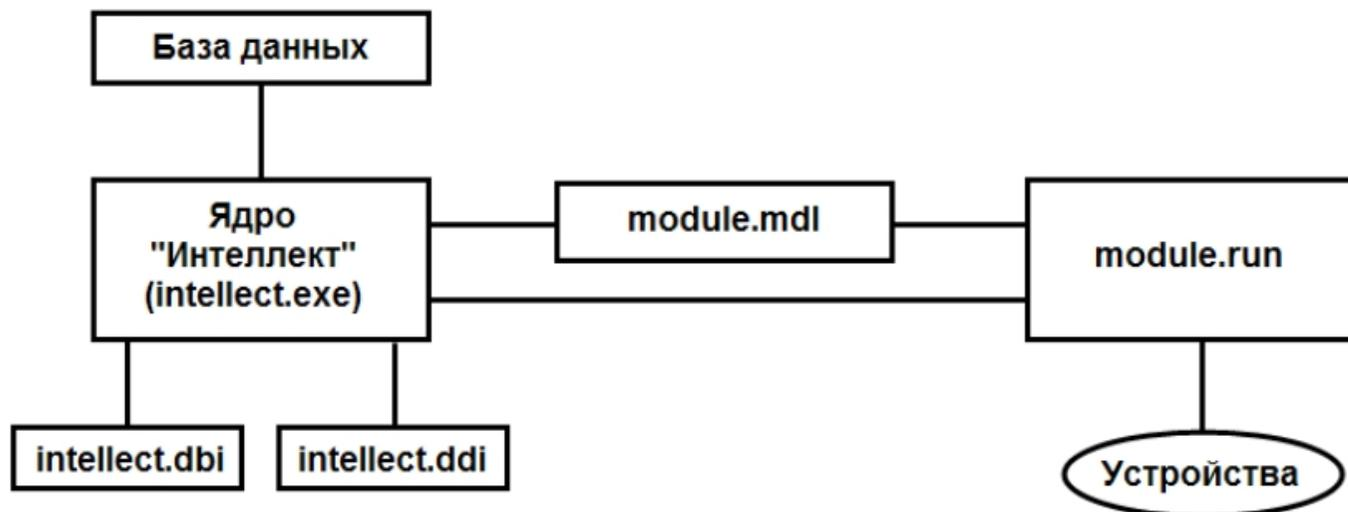 База данных
Ядро
"Интеллект"
(intellect.exe)
module.mdl
module.run
intellect.dbi
intellect.ddi
Устройства